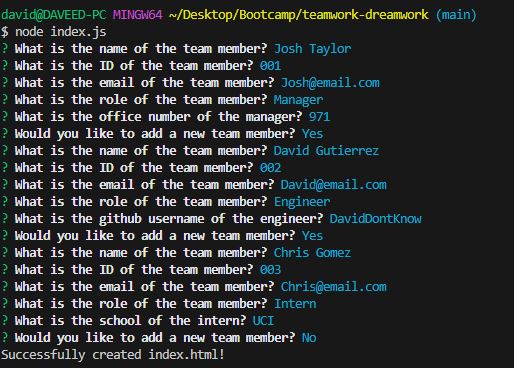 david@DAVEED-PC MINGW64 ~/Desktop/Bootcamp/teamwork-dreamwork (main)
$ node index.js
? What is the name of the team member? Josh Taylor
? What is the ID of the team member? 001
? What is the email of the team member? Josh@email.com
? What is the role of the team member? Manager
? What is the office number of the manager? 971
? Would you like to add a new team member? Yes
? What is the name of the team member? David Gutierrez
? What is the ID of the team member? 002
? What is the email of the team member? David@email.com
? What is the role of the team member? Engineer
? What is the github username of the engineer? DavidDontKnow
? Would you like to add a new team member? Yes
? What is the name of the team member? Chris Gomez
? What is the ID of the team member? 003
? What is the email of the team member? Chris@email.com
? What is the role of the team member? Intern
? What is the school of the intern? UCI
? Would you like to add a new team member? No
Successfully created index.html!